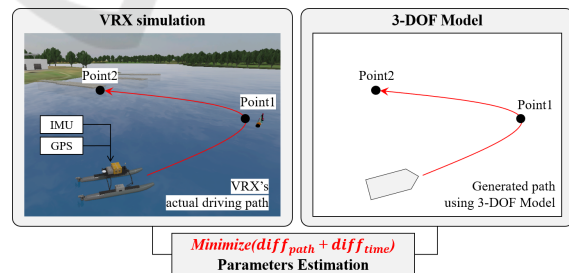 VRX simulation
Point2
Point1
IMU
GPS
VRX's
actual driving path
3-DOF Model
Point2
Point1
Generated path
using 3-DOF Model
Minimize(diff_path + diff_time)
Parameters Estimation